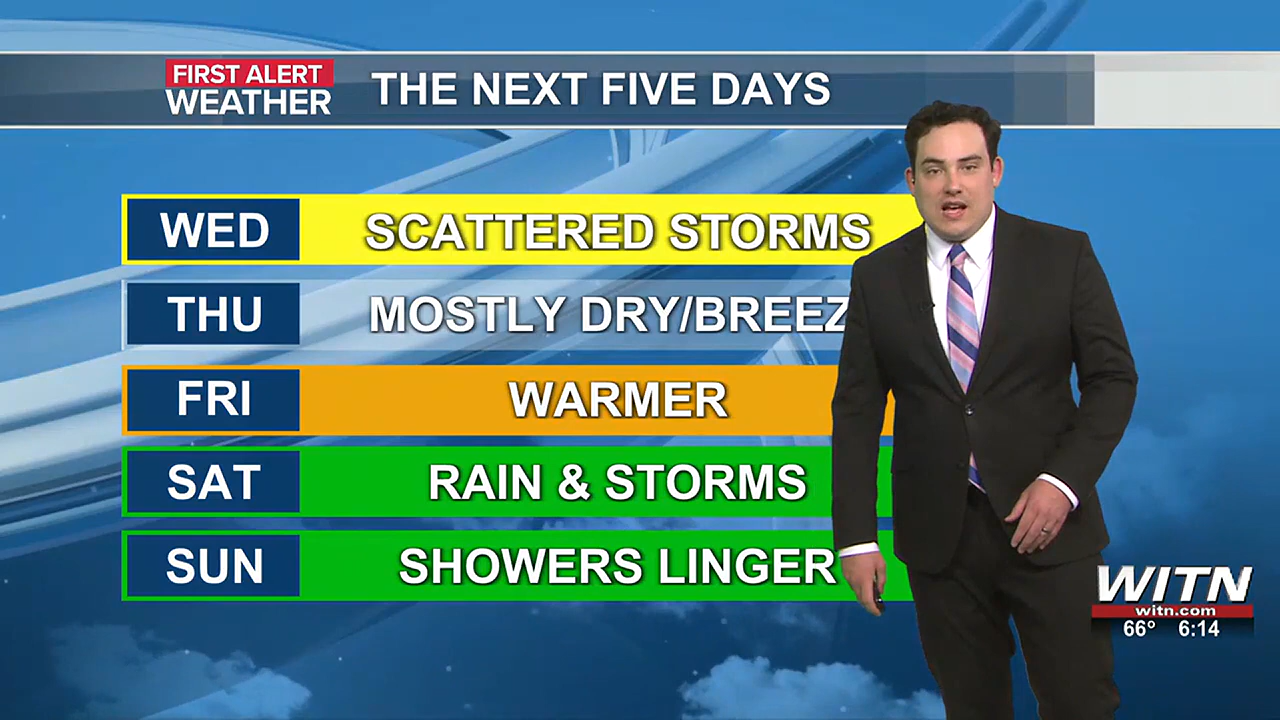 FIRST ALERT
WEATHER
THE NEXT FIVE DAYS
WED SCATTERED STORMS
THU MOSTLY DRY/BREEZ
FRI WARMER
SAT RAIN & STORMS
SUN SHOWERS LINGER
WITN
witn.com
66° 6:14